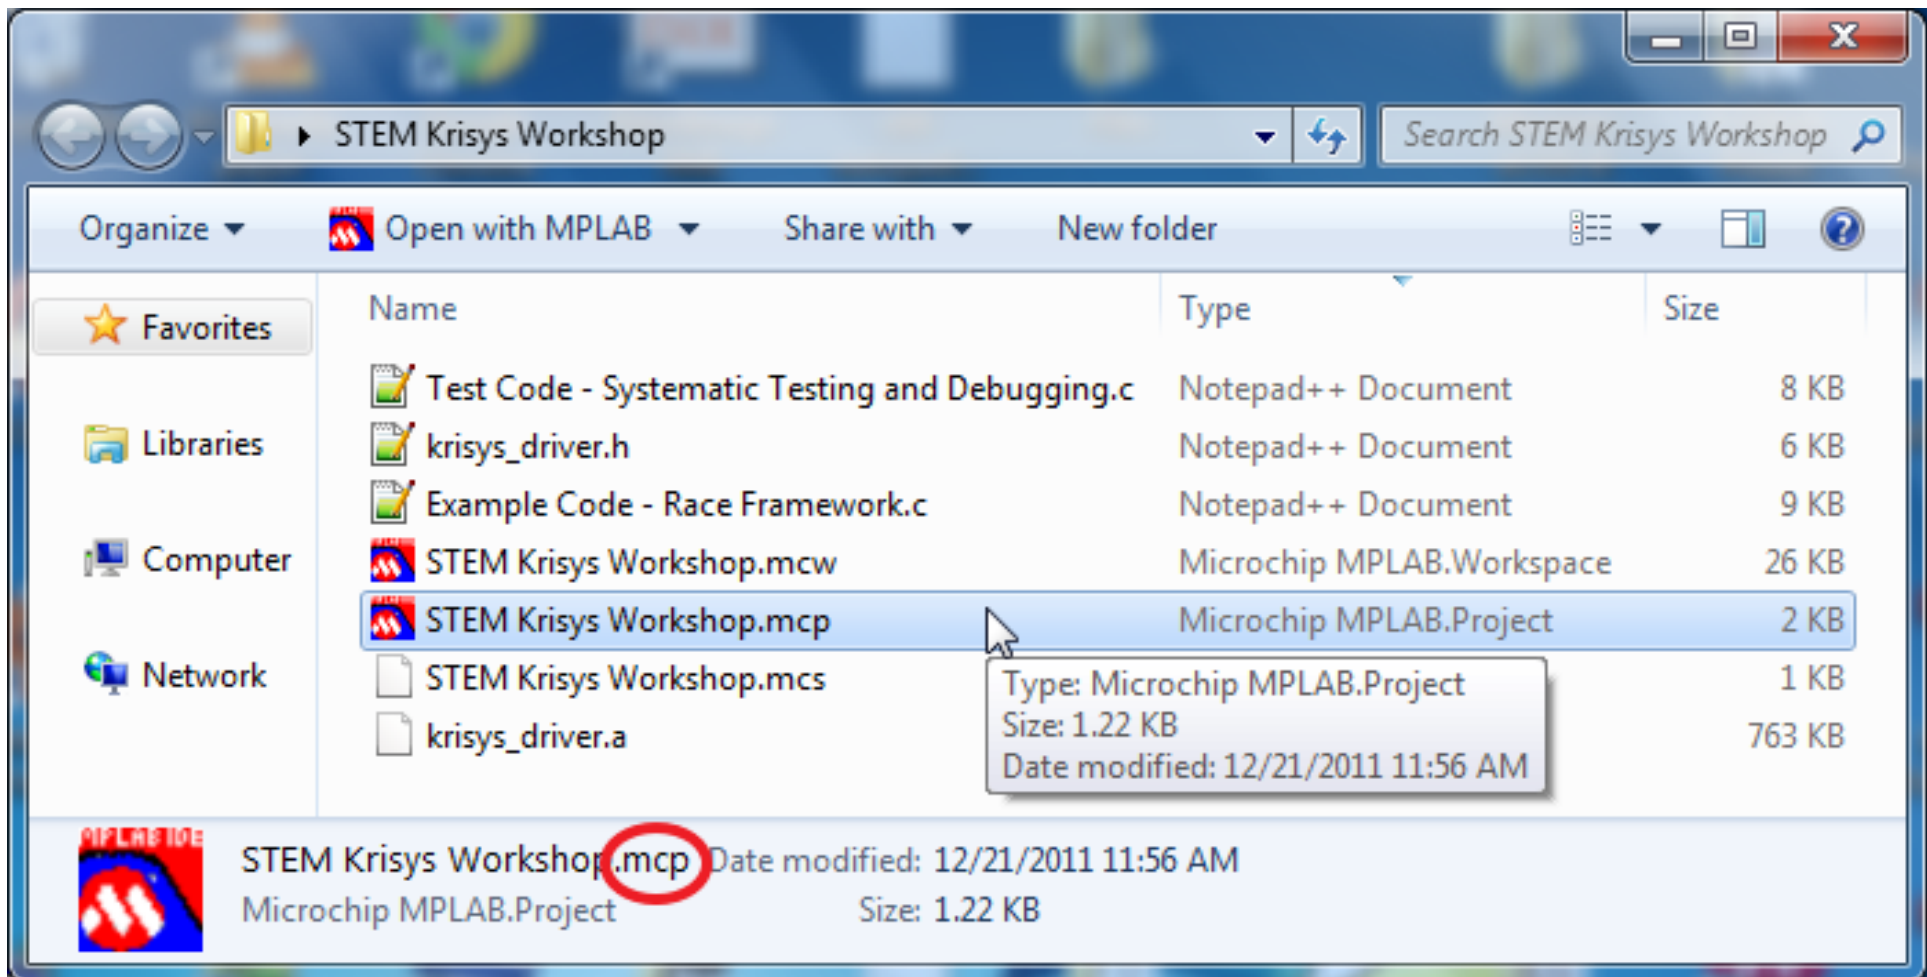 STEM Krisys Workshop
Search STEM Krisys Workshop
Organize Open with MPLAB Share with New folder
Name Type Size
Favorites
Libraries
Computer
Network
Test Code - Systematic Testing and Debugging.c Notepad++ Document 8 KB
krisys_driver.h Notepad++ Document 6 KB
Example Code - Race Framework.c Notepad++ Document 9 KB
STEM Krisys Workshop.mcw Microchip MPLAB.Workspace 26 KB
STEM Krisys Workshop.mcp Microchip MPLAB.Project 2 KB
STEM Krisys Workshop.mcs 1 KB
krisys_driver.a 763 KB
Type: Microchip MPLAB.Project
Size: 1.22 KB
Date modified: 12/21/2011 11:56 AM
MPLAB IDE
STEM Krisys Workshop.mcp Date modified: 12/21/2011 11:56 AM
Microchip MPLAB.Project Size: 1.22 KB